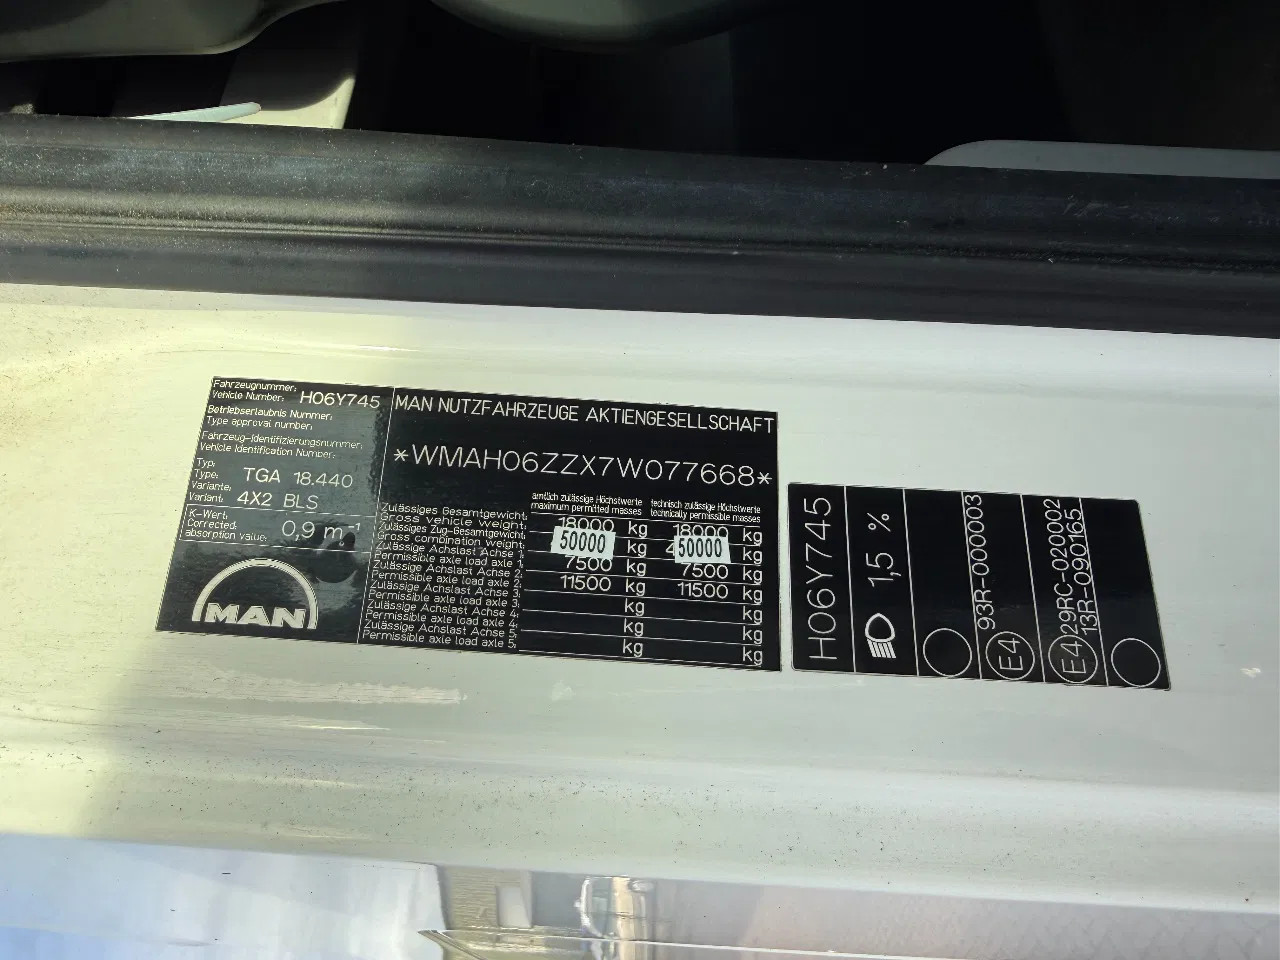 Fahrzeugnummer:
Vehicle Number: H06Y745
Betriebserlaubnis Nummer:
Type approval number:
Fahrzeug-Identifizierungsnummer:
Vehicle Identification Number:
Typ:
Type: TGA 18.440
Variante:
Variant: 4X2 BLS
K-Wert:
Corrected
absorption value: 0,9 m⁻¹
MAN
MAN NUTZFAHRZEUGE AKTIENGESELLSCHAFT
*WMAH06ZZX7W077668*
amtlich zulässige Höchstwerte technisch zulässige Höchstwerte
maximum permitted masses technically permissible masses
Zulässiges Gesamtgewicht:
Gross vehicle weight: 18000 kg 18000 kg
Zulässiges Zug-Gesamtgewicht:
Gross combination weight: 50000 kg 50000 kg
Zulässige Achslast Achse 1:
Permissible axle load axle 1: 7500 kg 7500 kg
Zulässige Achslast Achse 2:
Permissible axle load axle 2: 11500 kg 11500 kg
Zulässige Achslast Achse 3:
Permissible axle load axle 3: kg kg
Zulässige Achslast Achse 4:
Permissible axle load axle 4: kg kg
Zulässige Achslast Achse 5:
Permissible axle load axle 5: kg kg
H06Y745
1,5 %
E4 93R-000003
E4 29RC-020002
13R-090165